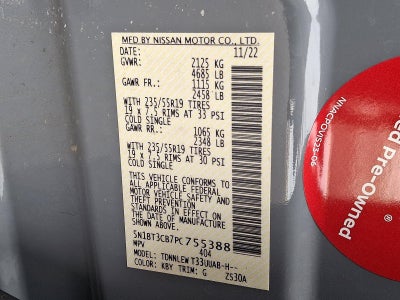 MFD BY NISSAN MOTOR CO., LTD.
DATE: 11/22
GVWR: 2125 KG
4685 LB
GAWR FR.: 1115 KG
2458 LB
WITH 235/55R19 TIRES
19 x 7.5 RIMS AT 33 PSI
COLD SINGLE
GAWR RR.: 1065 KG
2348 LB
WITH 235/55R19 TIRES
19 x 7.5 RIMS AT 30 PSI
COLD SINGLE
THIS VEHICLE CONFORMS TO
ALL APPLICABLE FEDERAL
MOTOR VEHICLE SAFETY AND
THEFT PREVENTION
STANDARDS IN EFFECT ON
THE DATE OF MANUFACTURE
SHOWN ABOVE.
5N1BT3CB7PC755388
MPV 404
MODEL: TDNNLEW T33UUAB-H--
COLOR: KBY TRIM: G ZS30A
NVACPOVIS23-06
ed Pre-Owned